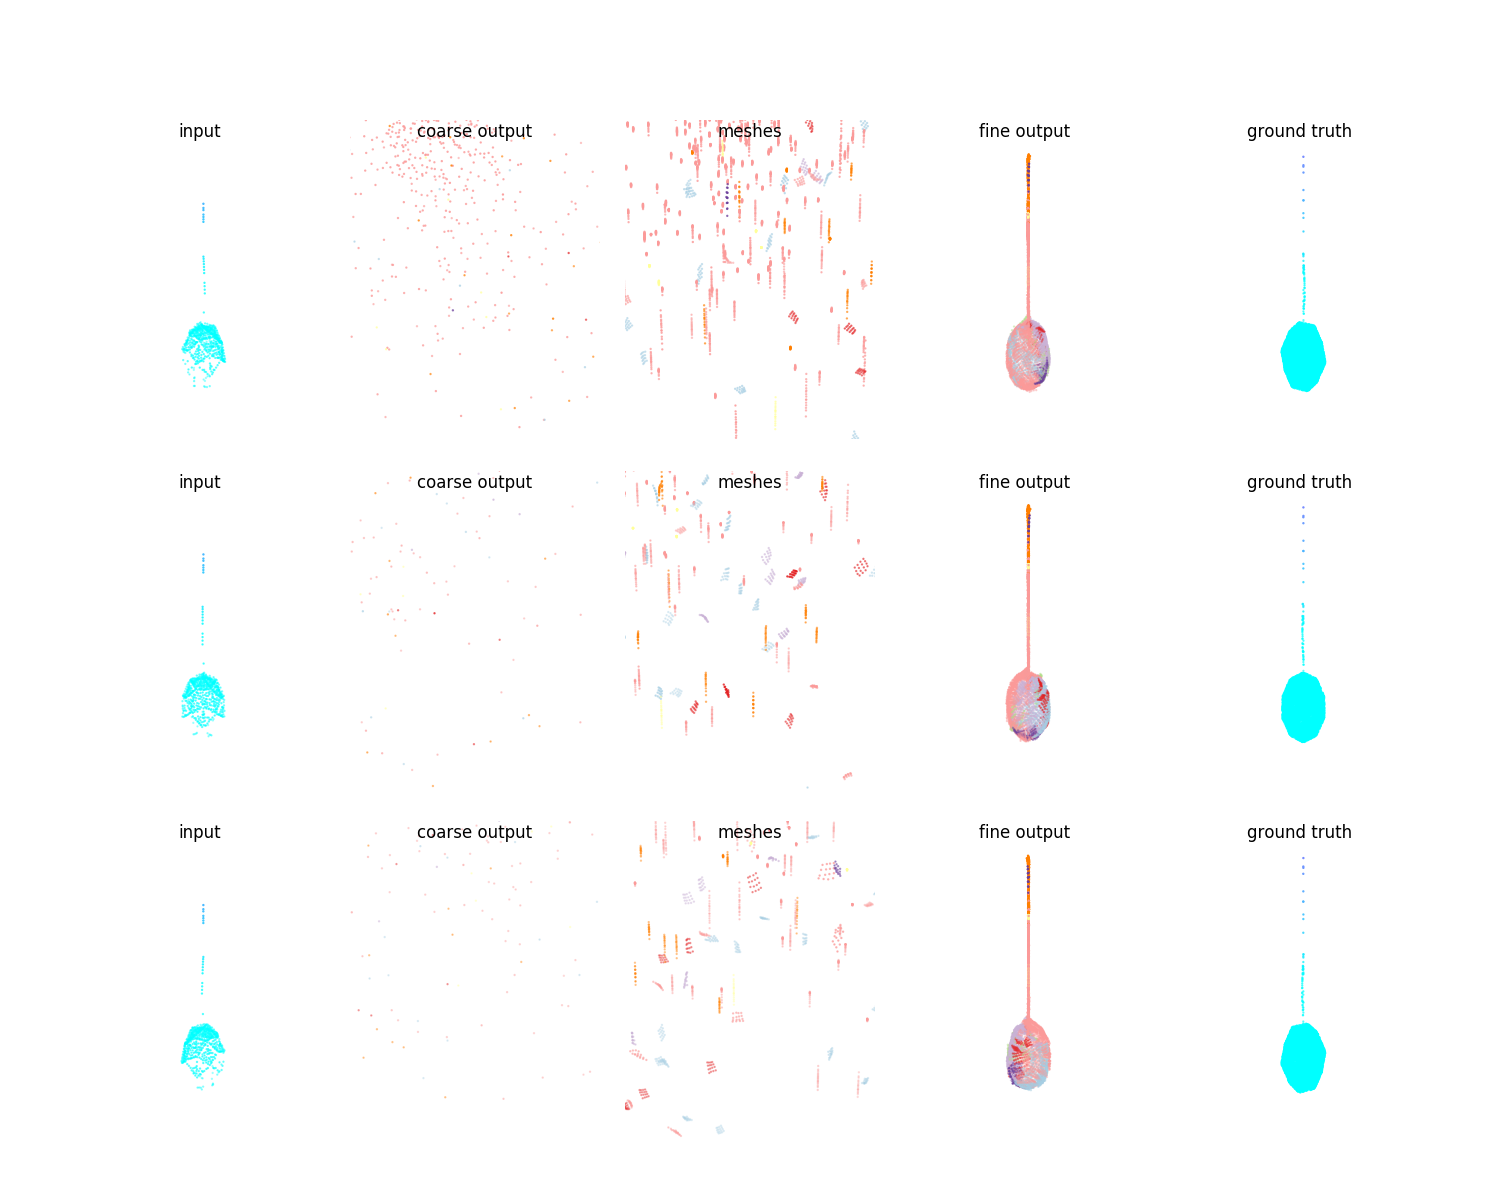 input
coarse output
meshes
fine output
ground truth
input
coarse output
meshes
fine output
ground truth
input
coarse output
meshes
fine output
ground truth